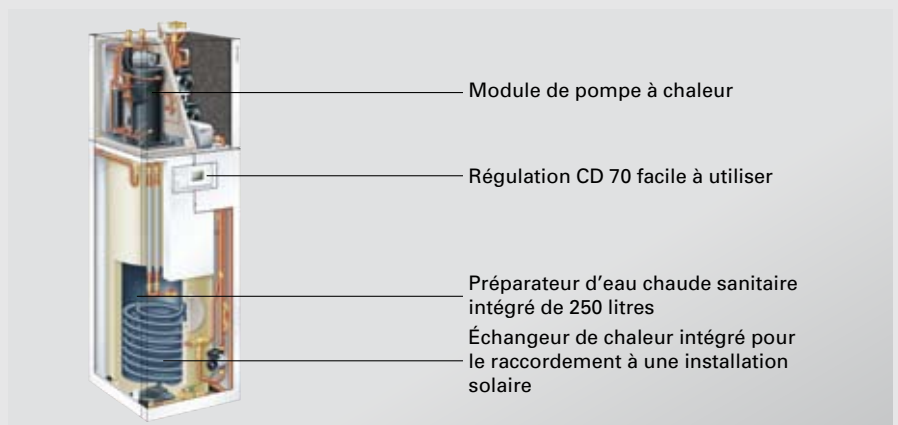 Module de pompe à chaleur
Régulation CD 70 facile à utiliser
Préparateur d'eau chaude sanitaire
intégré de 250 litres
Échangeur de chaleur intégré pour
le raccordement à une installation
solaire